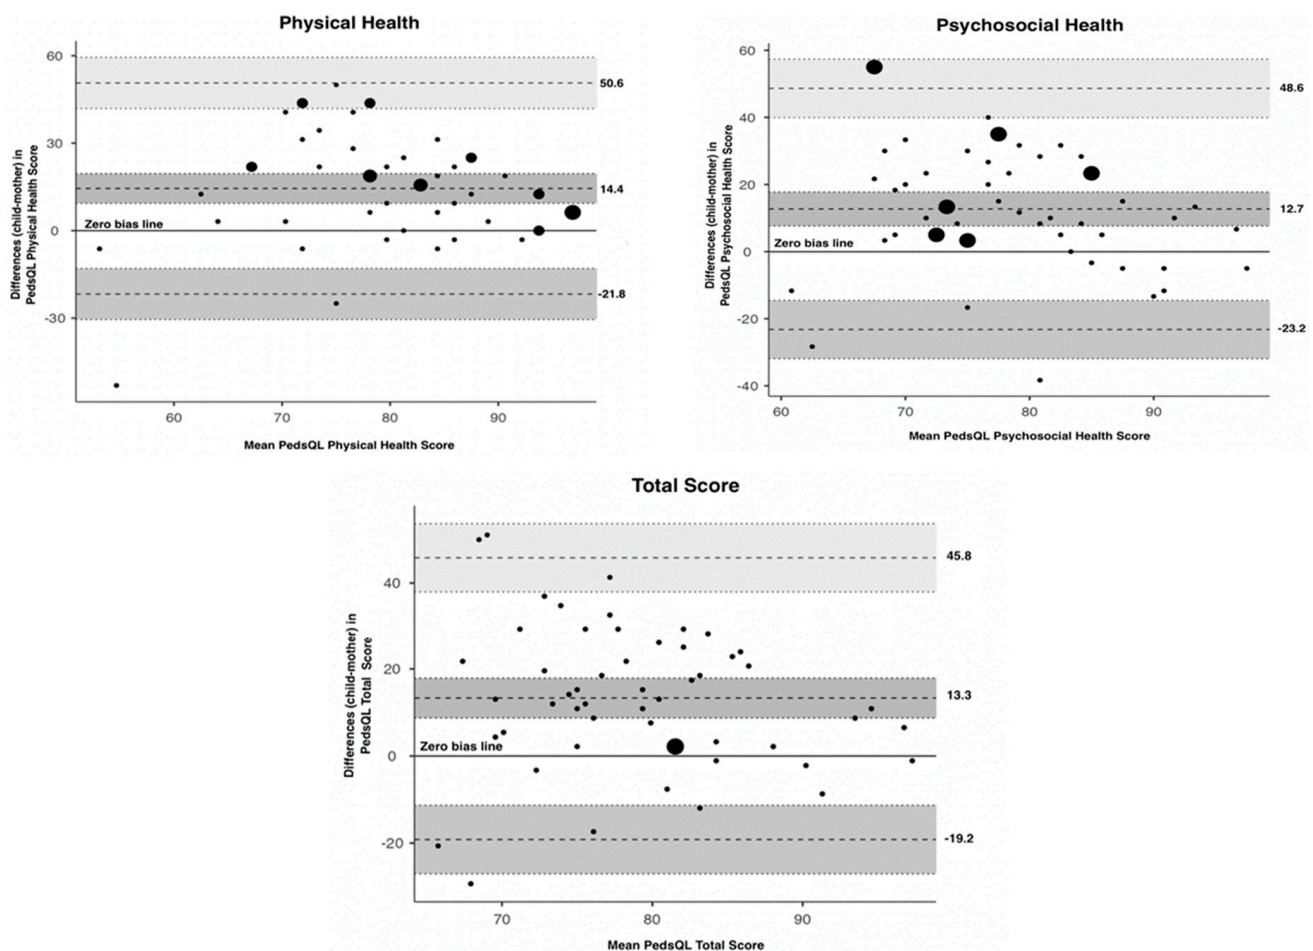 Physical Health
Differences (child-mother) in
PedsQL Physical Health Score
60
30
0
-30
50.6
14.4
-21.8
Zero bias line
60
70
80
90
Mean PedsQL Physical Health Score
Psychosocial Health
Differences (child-mother) in
PedsQL Psychosocial Health Score
60
40
20
0
-20
-40
48.6
12.7
-23.2
Zero bias line
60
70
80
90
Mean PedsQL Psychosocial Health Score
Total Score
Differences (child-mother) in
PedsQL Total Score
40
20
0
-20
45.8
13.3
-19.2
Zero bias line
70
80
90
Mean PedsQL Total Score